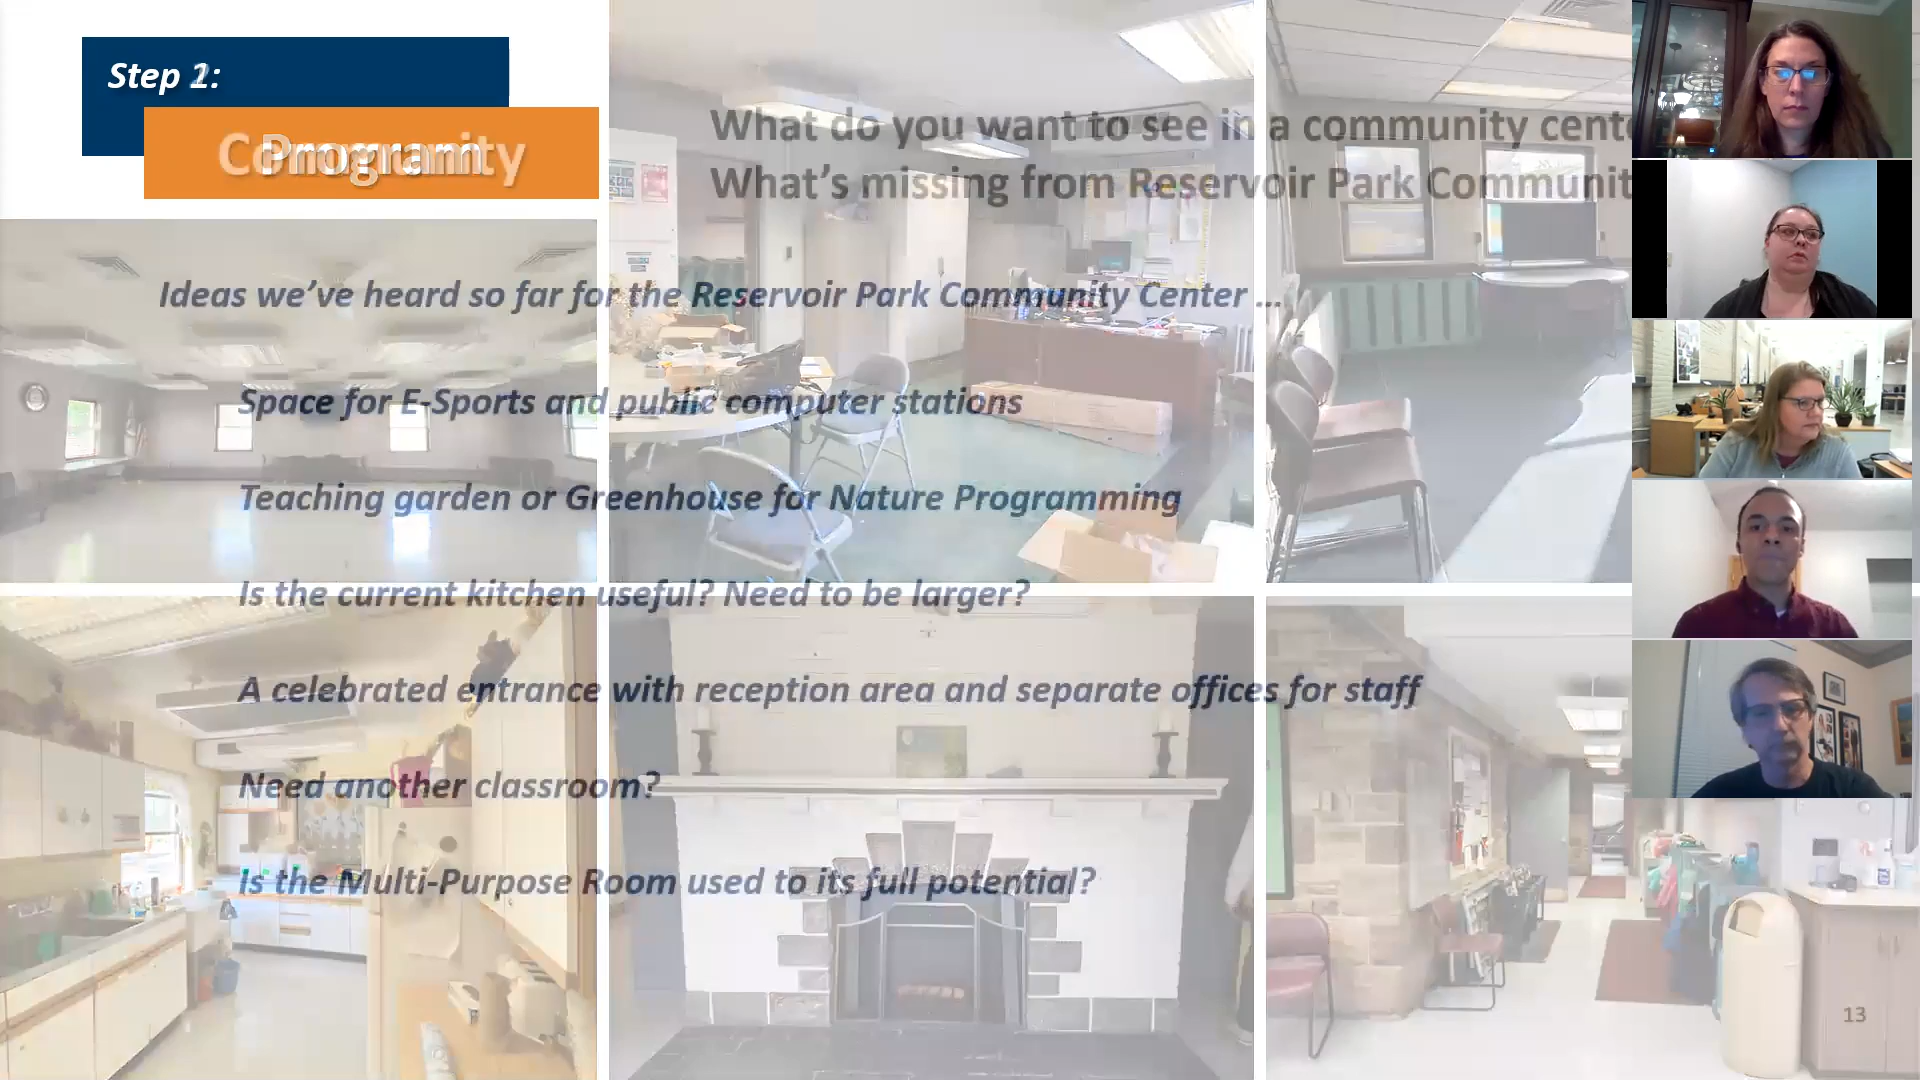 Step 2:
Community
Program
What do you want to see in a community cente
What's missing from Reservoir Park Communit
Ideas we've heard so far for the Reservoir Park Community Center ...
Space for E-Sports and public computer stations
Teaching garden or Greenhouse for Nature Programming
Is the current kitchen useful? Need to be larger?
A celebrated entrance with reception area and separate offices for staff
Need another classroom?
Is the Multi-Purpose Room used to its full potential?
13